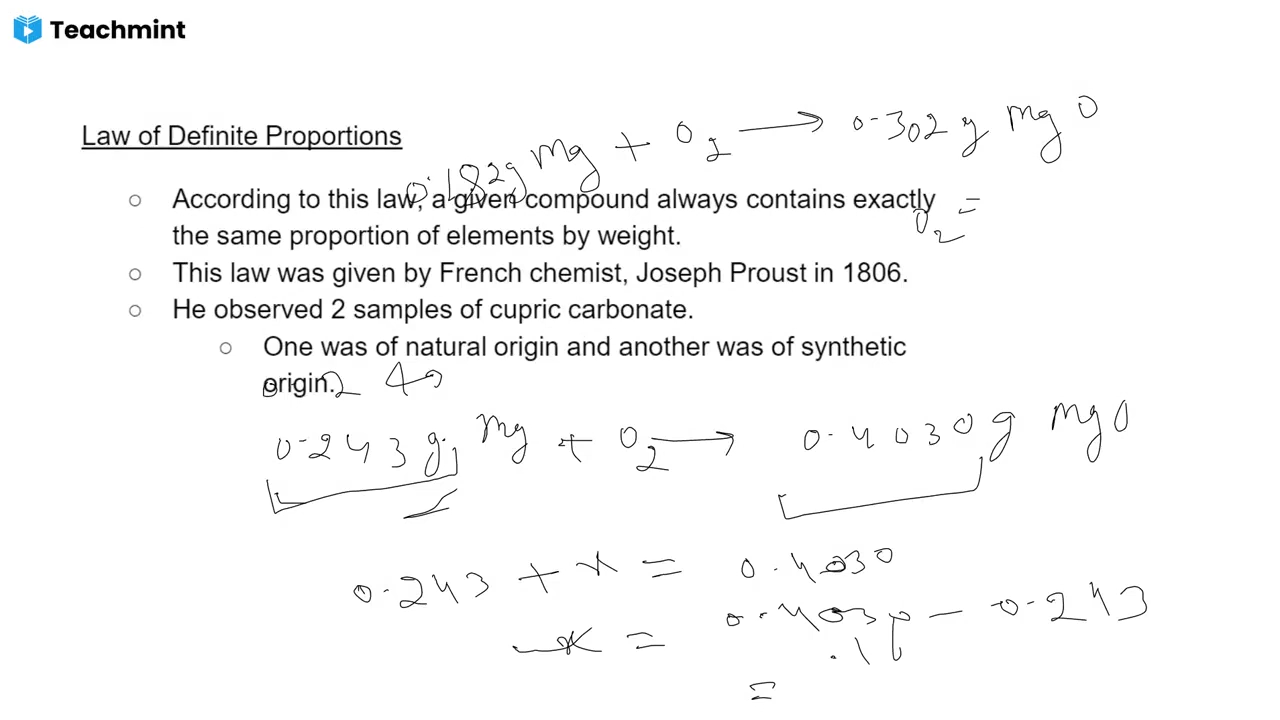 Teachmint
0.182g Mg + O2 → 0.302 g Mg O
Law of Definite Proportions
○ According to this law, a given compound always contains exactly
the same proportion of elements by weight.
O2 =
○ This law was given by French chemist, Joseph Proust in 1806.
○ He observed 2 samples of cupric carbonate.
○ One was of natural origin and another was of synthetic
origin.
0.243 g Mg + O2 → 0.4030 g Mg O
0.243 + x = 0.4030
x = 0.4030 - 0.243
=